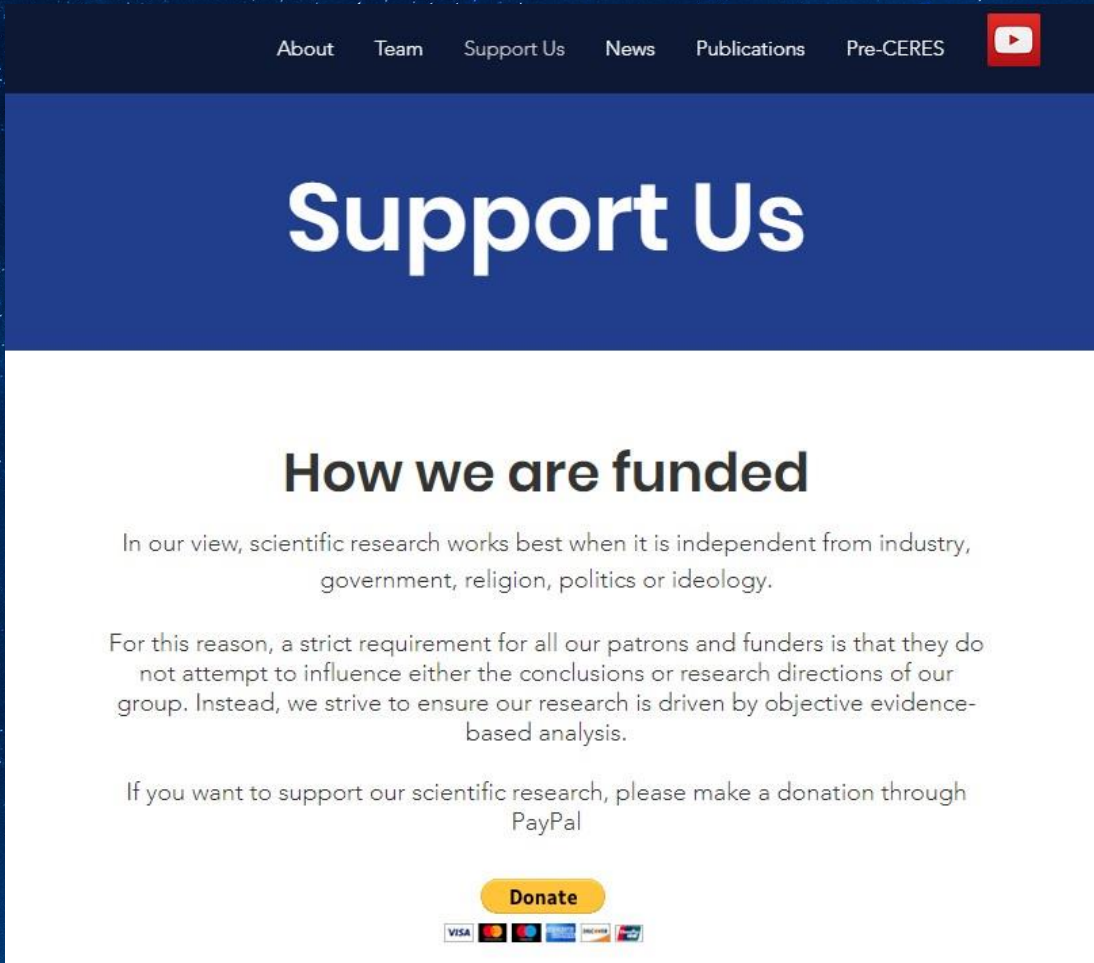 About Team Support Us News Publications Pre-CERES
Support Us
How we are funded
In our view, scientific research works best when it is independent from industry,
government, religion, politics or ideology.
For this reason, a strict requirement for all our patrons and funders is that they do
not attempt to influence either the conclusions or research directions of our
group. Instead, we strive to ensure our research is driven by objective evidence-
based analysis.
If you want to support our scientific research, please make a donation through
PayPal
Donate
VISA DISCOVER